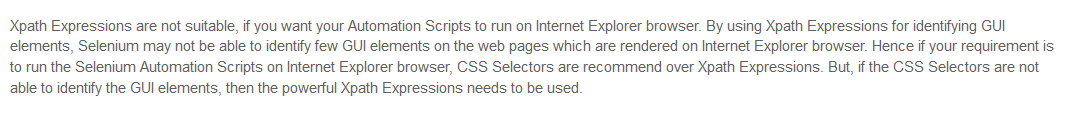 Xpath Expressions are not suitable, if you want your Automation Scripts to run on Internet Explorer browser. By using Xpath Expressions for identifying GUI
elements, Selenium may not be able to identify few GUI elements on the web pages which are rendered on Internet Explorer browser. Hence if your requirement is
to run the Selenium Automation Scripts on Internet Explorer browser, CSS Selectors are recommend over Xpath Expressions. But, if the CSS Selectors are not
able to identify the GUI elements, then the powerful Xpath Expressions needs to be used.